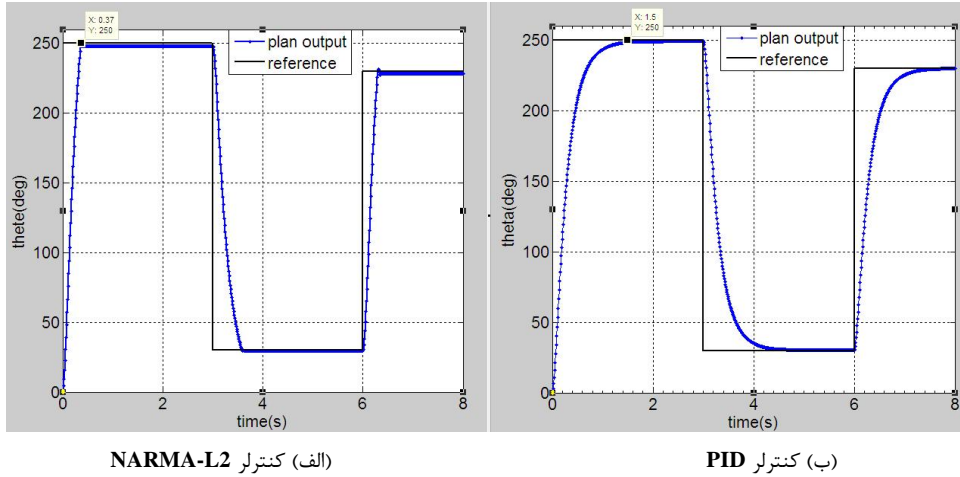 X: 0.37
Y: 250
plan output
reference
250
200
150
100
50
0
thete(deg)
0
2
4
6
8
time(s)
(الف) کنترلر NARMA-L2
X: 1.5
Y: 250
plan output
reference
250
200
150
100
50
0
theta(deg)
0
2
4
6
8
time(s)
(ب) کنترلر PID